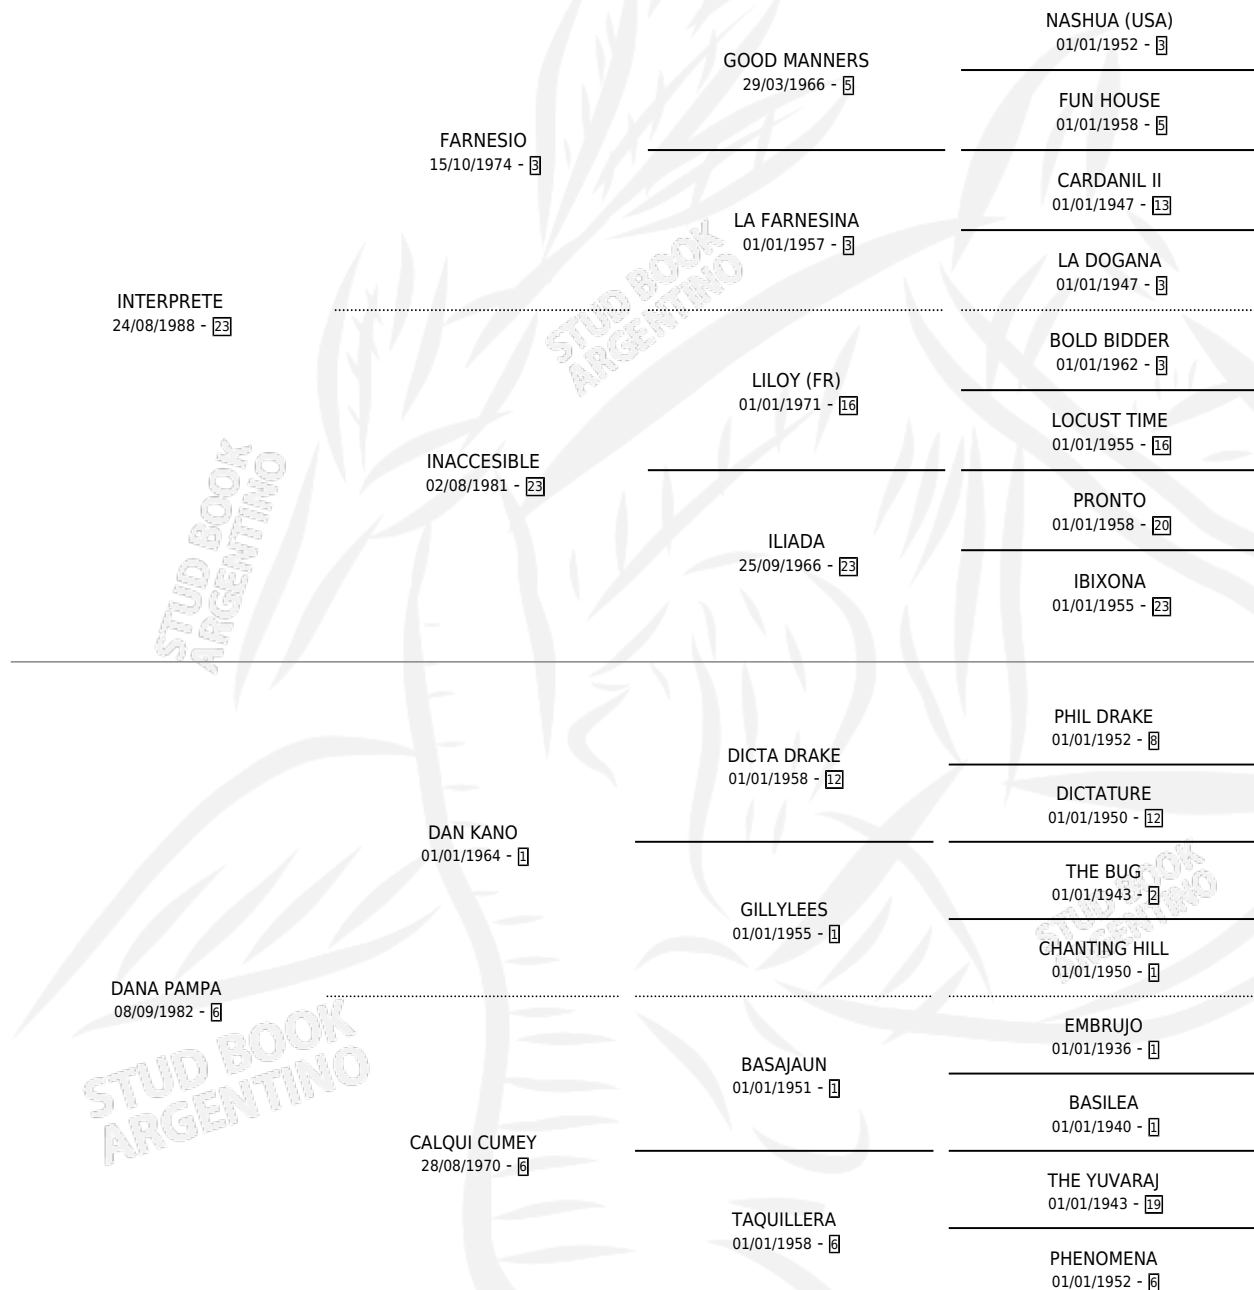 INTERPRETE
24/08/1988 - 23
FARNESIO
15/10/1974 - 3
GOOD MANNERS
29/03/1966 - 5
NASHUA (USA)
01/01/1952 - 3
FUN HOUSE
01/01/1958 - 5
LA FARNESINA
01/01/1957 - 3
CARDANIL II
01/01/1947 - 13
LA DOGANA
01/01/1947 - 3
INACCESIBLE
02/08/1981 - 23
LILOY (FR)
01/01/1971 - 16
BOLD BIDDER
01/01/1962 - 3
LOCUST TIME
01/01/1955 - 16
ILIADA
25/09/1966 - 23
PRONTO
01/01/1958 - 20
IBIXONA
01/01/1955 - 23
DANA PAMPA
08/09/1982 - 6
DAN KANO
01/01/1964 - 1
DICTA DRAKE
01/01/1958 - 12
PHIL DRAKE
01/01/1952 - 8
DICTATURE
01/01/1950 - 12
GILLYLEES
01/01/1955 - 1
THE BUG
01/01/1943 - 2
CHANTING HILL
01/01/1950 - 1
CALQUI CUMEY
28/08/1970 - 6
BASAJAUN
01/01/1951 - 1
EMBRUJO
01/01/1936 - 1
BASILEA
01/01/1940 - 1
TAQUILLERA
01/01/1958 - 6
THE YUVARAJ
01/01/1943 - 19
PHENOMENA
01/01/1952 - 6
STUD BOOK
ARGENTINO
STUD BOOK
ARGENTINO
STUD BOOK
ARGENTINO
STUD BOOK
ARGENTINO